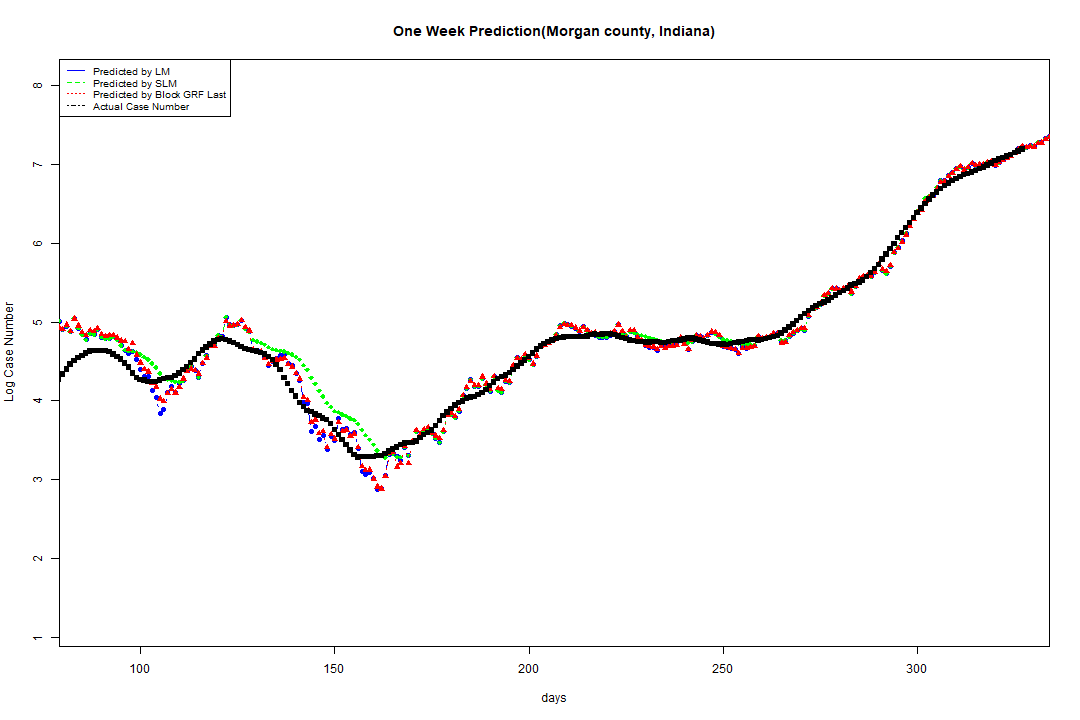 One Week Prediction(Morgan county, Indiana)
Predicted by LM
Predicted by SLM
Predicted by Block GRF Last
Actual Case Number
8
7
6
5
4
3
2
1
Log Case Number
100 150 200 250 300
days